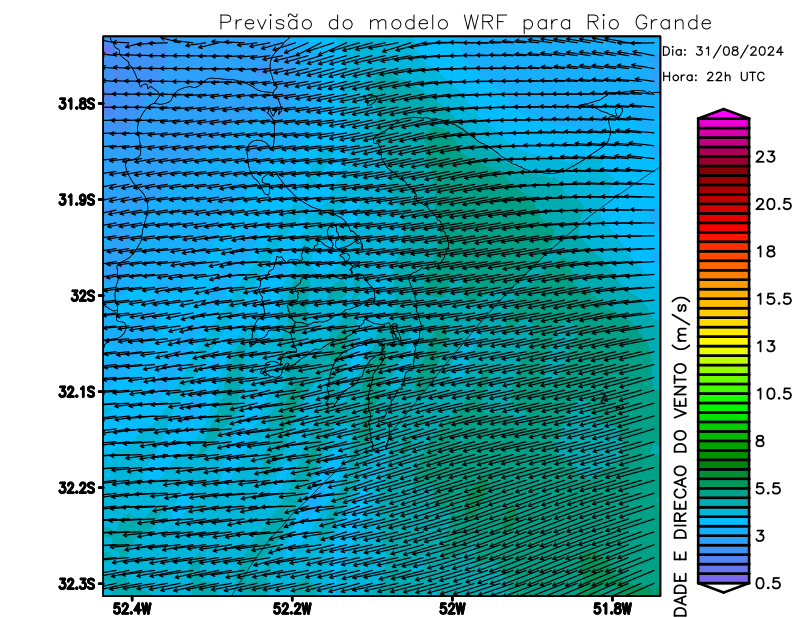 Previsão do modelo WRF para Rio Grande
Dia: 31/08/2024
Hora: 22h UTC
31.8S
31.9S
32S
32.1S
32.2S
32.3S
52.4W
52.2W
52W
51.8W
23
20.5
18
15.5
13
10.5
8
5.5
3
0.5
DADE E DIRECAO DO VENTO (m/s)